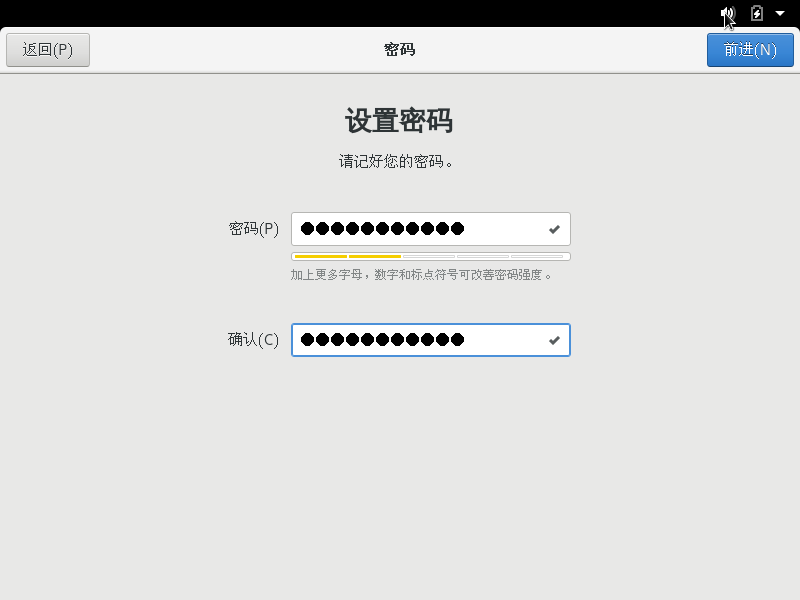 返回(P)
密码
前进(N)
设置密码
请记好您的密码。
密码(P)
加上更多字母，数字和标点符号可改善密码强度。
确认(C)